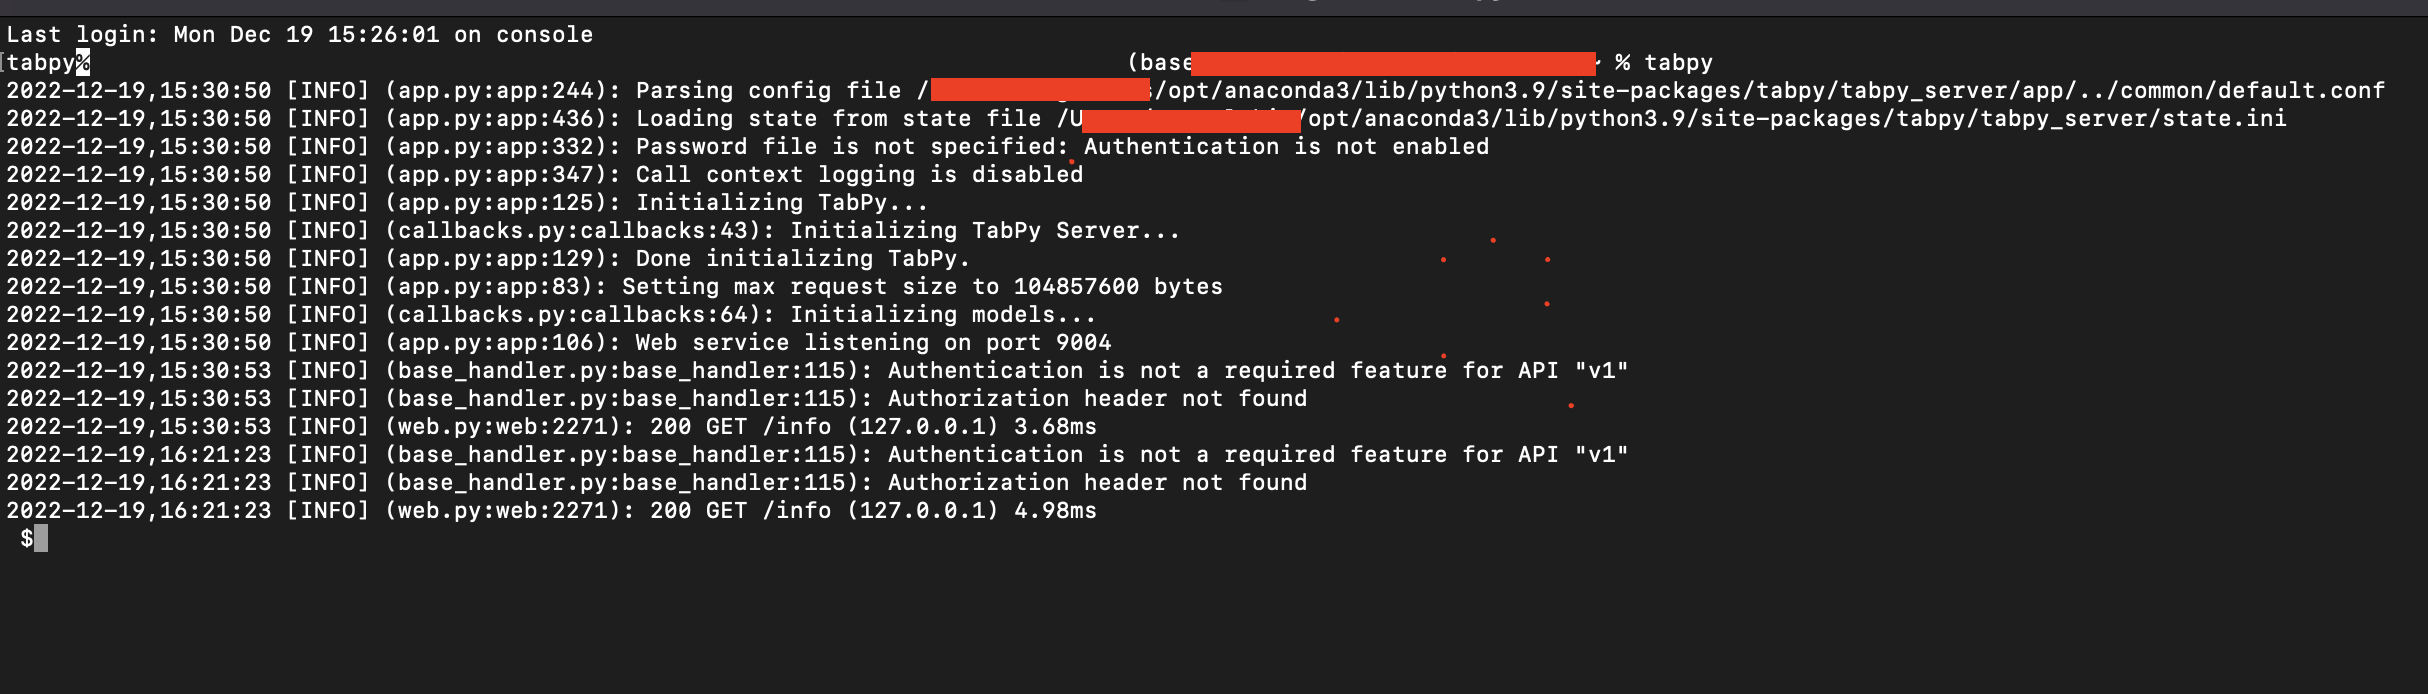 Last login: Mon Dec 19 15:26:01 on console
tabpy% (base % tabpy
2022-12-19,15:30:50 [INFO] (app.py:app:244): Parsing config file / /opt/anaconda3/lib/python3.9/site-packages/tabpy/tabpy_server/app/../common/default.conf
2022-12-19,15:30:50 [INFO] (app.py:app:436): Loading state from state file /U /opt/anaconda3/lib/python3.9/site-packages/tabpy/tabpy_server/state.ini
2022-12-19,15:30:50 [INFO] (app.py:app:332): Password file is not specified: Authentication is not enabled
2022-12-19,15:30:50 [INFO] (app.py:app:347): Call context logging is disabled
2022-12-19,15:30:50 [INFO] (app.py:app:125): Initializing TabPy...
2022-12-19,15:30:50 [INFO] (callbacks.py:callbacks:43): Initializing TabPy Server...
2022-12-19,15:30:50 [INFO] (app.py:app:129): Done initializing TabPy.
2022-12-19,15:30:50 [INFO] (app.py:app:83): Setting max request size to 104857600 bytes
2022-12-19,15:30:50 [INFO] (callbacks.py:callbacks:64): Initializing models...
2022-12-19,15:30:50 [INFO] (app.py:app:106): Web service listening on port 9004
2022-12-19,15:30:53 [INFO] (base_handler.py:base_handler:115): Authentication is not a required feature for API "v1"
2022-12-19,15:30:53 [INFO] (base_handler.py:base_handler:115): Authorization header not found
2022-12-19,15:30:53 [INFO] (web.py:web:2271): 200 GET /info (127.0.0.1) 3.68ms
2022-12-19,16:21:23 [INFO] (base_handler.py:base_handler:115): Authentication is not a required feature for API "v1"
2022-12-19,16:21:23 [INFO] (base_handler.py:base_handler:115): Authorization header not found
2022-12-19,16:21:23 [INFO] (web.py:web:2271): 200 GET /info (127.0.0.1) 4.98ms
$